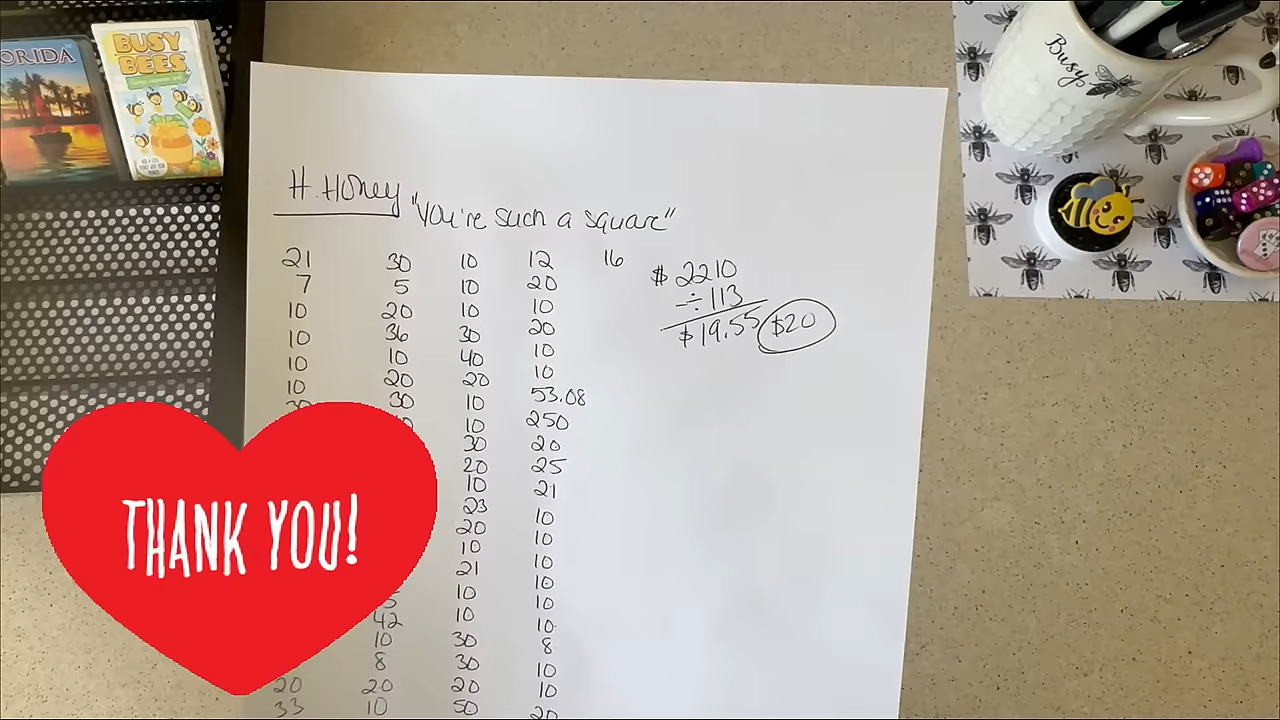 ORIDA
BUSY
BEES
Busy
H. Honey "You're such a square"
21 30 10 12 16
7 5 10 20
10 20 10 10
10 36 30 20
10 10 40 10
10 20 20 10
30 10 53.08
10 250
30 20
20 25
10 21
23 10
20 10
10 10
21 10
10 10
42 10 10
10 30 8
8 30 10
20 20 20 10
33 10 50 20
$ 2210
÷ 113
$19.55 $20
THANK YOU!